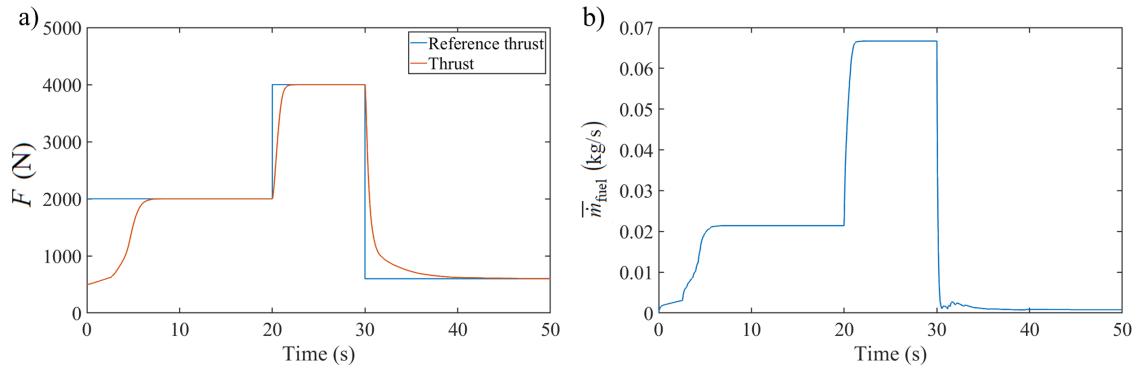 a)
5000
4000
3000
2000
1000
0
F (N)
Reference thrust
Thrust
0 10 20 30 40 50
Time (s)
b)
0.07
0.06
0.05
0.04
0.03
0.02
0.01
0
ṁ̅fuel (kg/s)
0 10 20 30 40 50
Time (s)